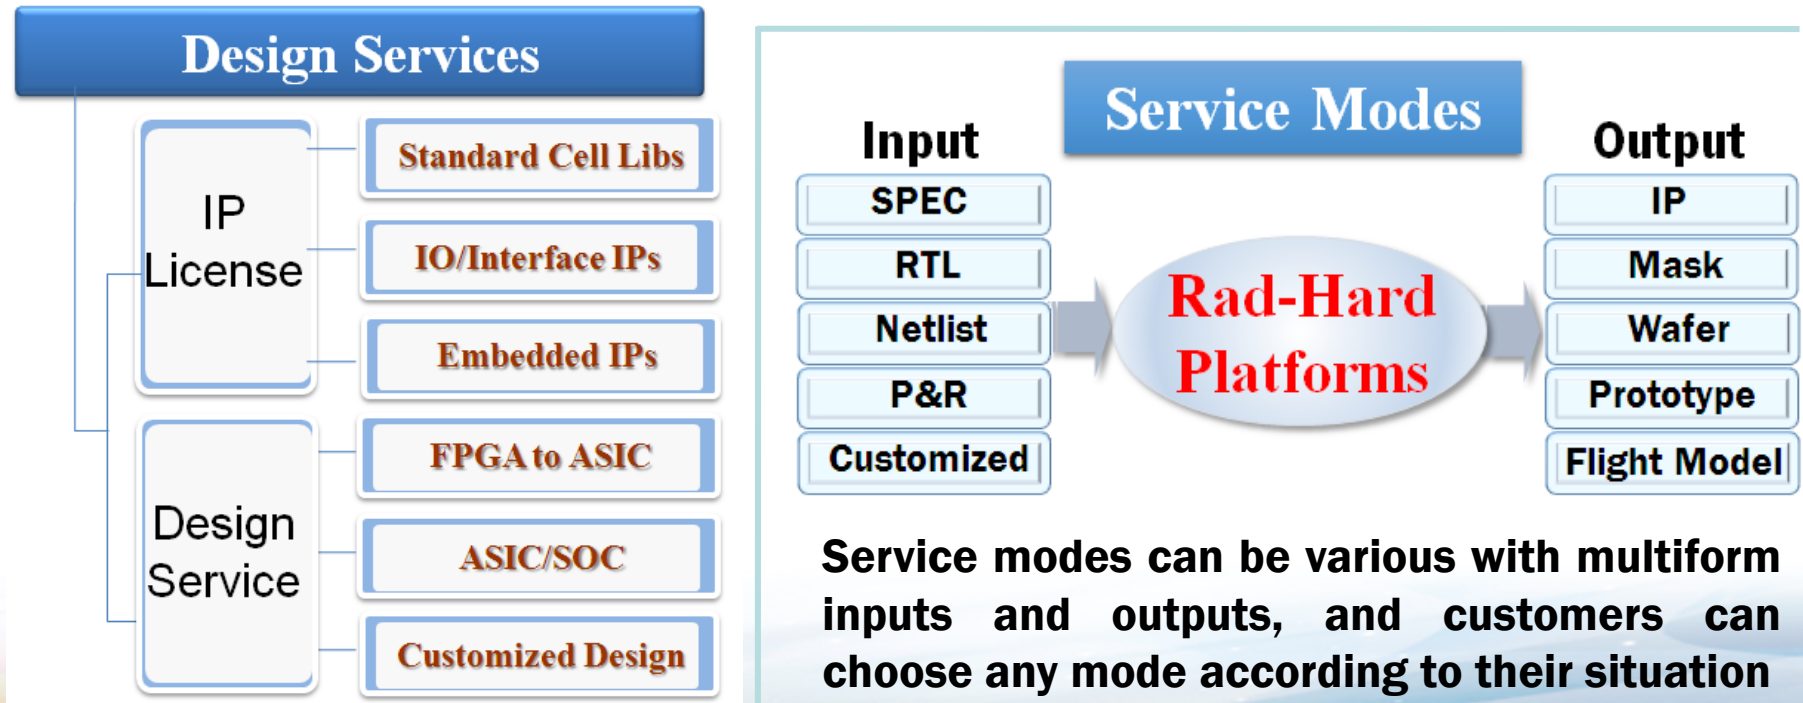 Design Services
IP
License
Standard Cell Libs
IO/Interface IPs
Embedded IPs
Design
Service
FPGA to ASIC
ASIC/SOC
Customized Design
Service Modes
Input
SPEC
RTL
Netlist
P&R
Customized
Rad-Hard
Platforms
Output
IP
Mask
Wafer
Prototype
Flight Model
Service modes can be various with multiform
inputs and outputs, and customers can
choose any mode according to their situation